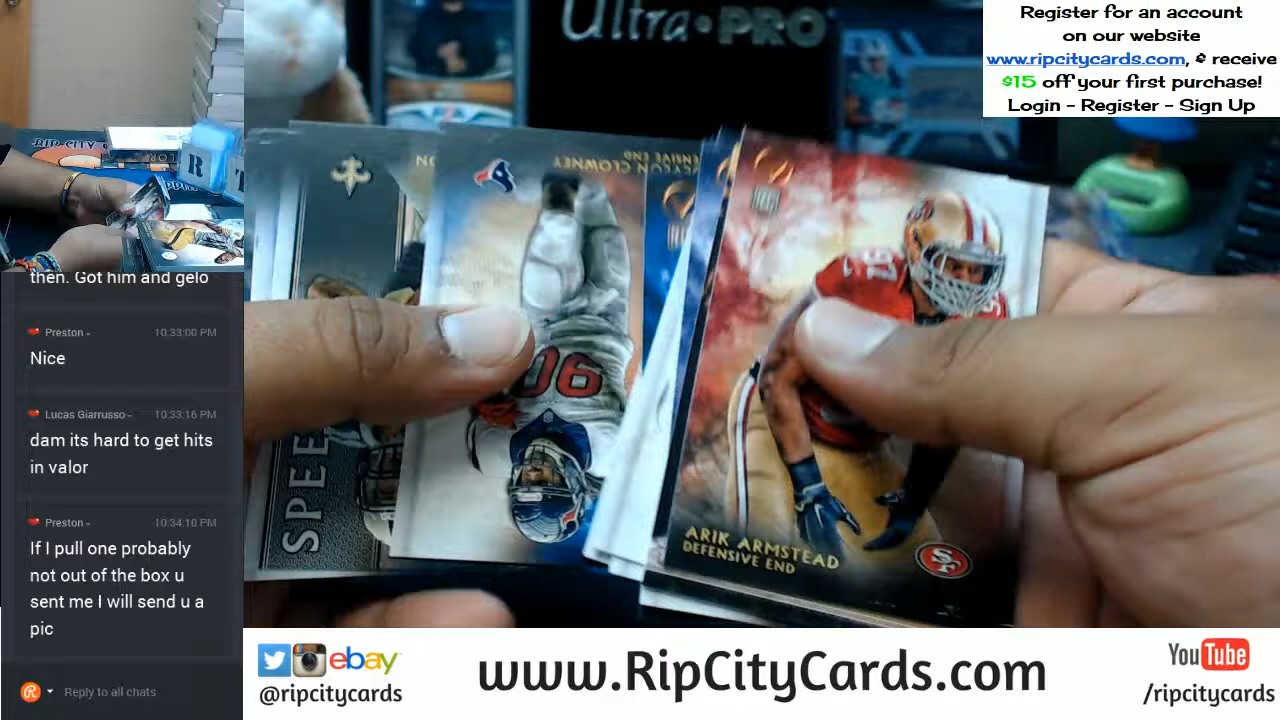 Ultra·PRO
Register for an account
on our website
www.ripcitycards.com, & receive
$15 off your first purchase!
Login - Register - Sign Up
then. Got him and gelo
Preston -
10:33:00 PM
Nice
Lucas Giarrusso -
10:33:16 PM
dam its hard to get hits
in valor
Preston -
10:34:10 PM
If I pull one probably
not out of the box u
sent me I will send u a
pic
Reply to all chats
RIP CITY
SPEE
CLOWNEY
90
97
ARIK ARMSTEAD
DEFENSIVE END
SF
ebay
@ripcitycards
www.RipCityCards.com
YouTube
/ripcitycards